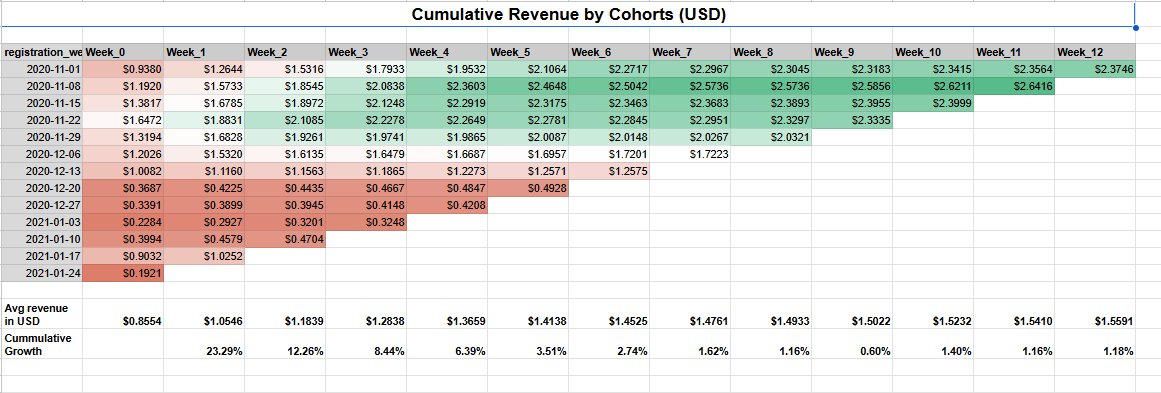 Cumulative Revenue by Cohorts (USD)
registration_we Week_0 Week_1 Week_2 Week_3 Week_4 Week_5 Week_6 Week_7 Week_8 Week_9 Week_10 Week_11 Week_12
2020-11-01 $0.9380 $1.2644 $1.5316 $1.7933 $1.9532 $2.1064 $2.2717 $2.2967 $2.3045 $2.3183 $2.3415 $2.3564 $2.3746
2020-11-08 $1.1920 $1.5733 $1.8545 $2.0838 $2.3603 $2.4648 $2.5042 $2.5736 $2.5736 $2.5856 $2.6211 $2.6416
2020-11-15 $1.3817 $1.6785 $1.8972 $2.1248 $2.2919 $2.3175 $2.3463 $2.3683 $2.3893 $2.3955 $2.3999
2020-11-22 $1.6472 $1.8831 $2.1085 $2.2278 $2.2649 $2.2781 $2.2845 $2.2951 $2.3297 $2.3335
2020-11-29 $1.3194 $1.6828 $1.9261 $1.9741 $1.9865 $2.0087 $2.0148 $2.0267 $2.0321
2020-12-06 $1.2026 $1.5320 $1.6135 $1.6479 $1.6687 $1.6957 $1.7201 $1.7223
2020-12-13 $1.0082 $1.1160 $1.1563 $1.1865 $1.2273 $1.2571 $1.2575
2020-12-20 $0.3687 $0.4225 $0.4435 $0.4667 $0.4847 $0.4928
2020-12-27 $0.3391 $0.3899 $0.3945 $0.4148 $0.4208
2021-01-03 $0.2284 $0.2927 $0.3201 $0.3248
2021-01-10 $0.3994 $0.4579 $0.4704
2021-01-17 $0.9032 $1.0252
2021-01-24 $0.1921
Avg revenue
in USD $0.8554 $1.0546 $1.1839 $1.2838 $1.3659 $1.4138 $1.4525 $1.4761 $1.4933 $1.5022 $1.5232 $1.5410 $1.5591
Cummulative
Growth 23.29% 12.26% 8.44% 6.39% 3.51% 2.74% 1.62% 1.16% 0.60% 1.40% 1.16% 1.18%